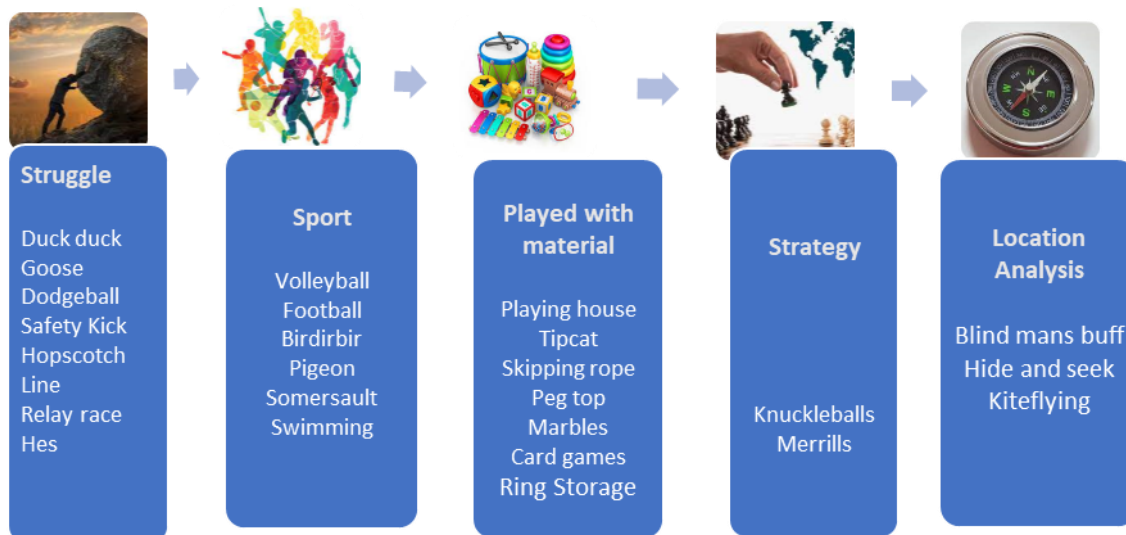 Struggle
Duck duck
Goose
Dodgeball
Safety Kick
Hopscotch
Line
Relay race
Hes
Sport
Volleyball
Football
Birdirbir
Pigeon
Somersault
Swimming
Played with
material
Playing house
Tipcat
Skipping rope
Peg top
Marbles
Card games
Ring Storage
Strategy
Knuckleballs
Merrills
N
W
E
S
Location
Analysis
Blind mans buff
Hide and seek
Kiteflying